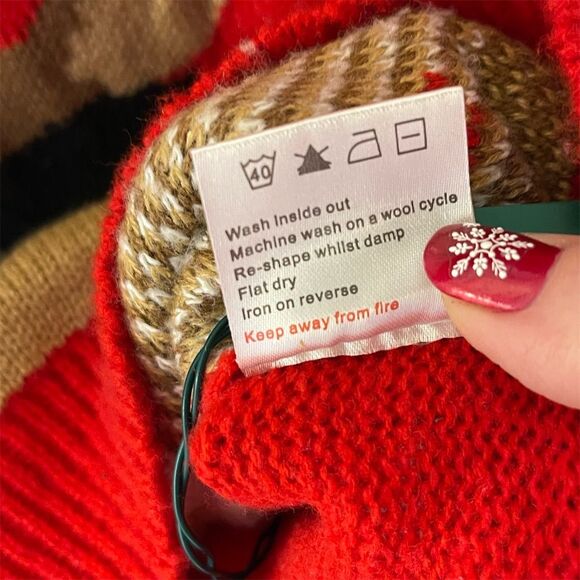 40
Wash inside out
Machine wash on a wool cycle
Re-shape whilst damp
Flat dry
Iron on reverse
Keep away from fire